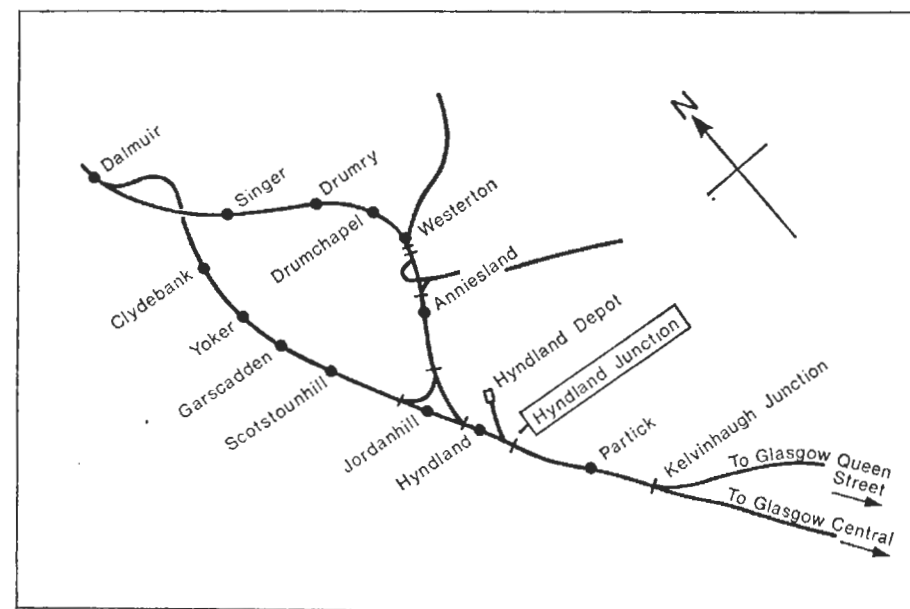 N
Dalmuir
Singer
Drumry
Drumchapel
Westerton
Anniesland
Clydebank
Yoker
Garscadden
Scotstounhill
Jordanhill
Hyndland
Hyndland Depot
Hyndland Junction
Partick
Kelvinhaugh Junction
To Glasgow Queen
Street
To Glasgow Central